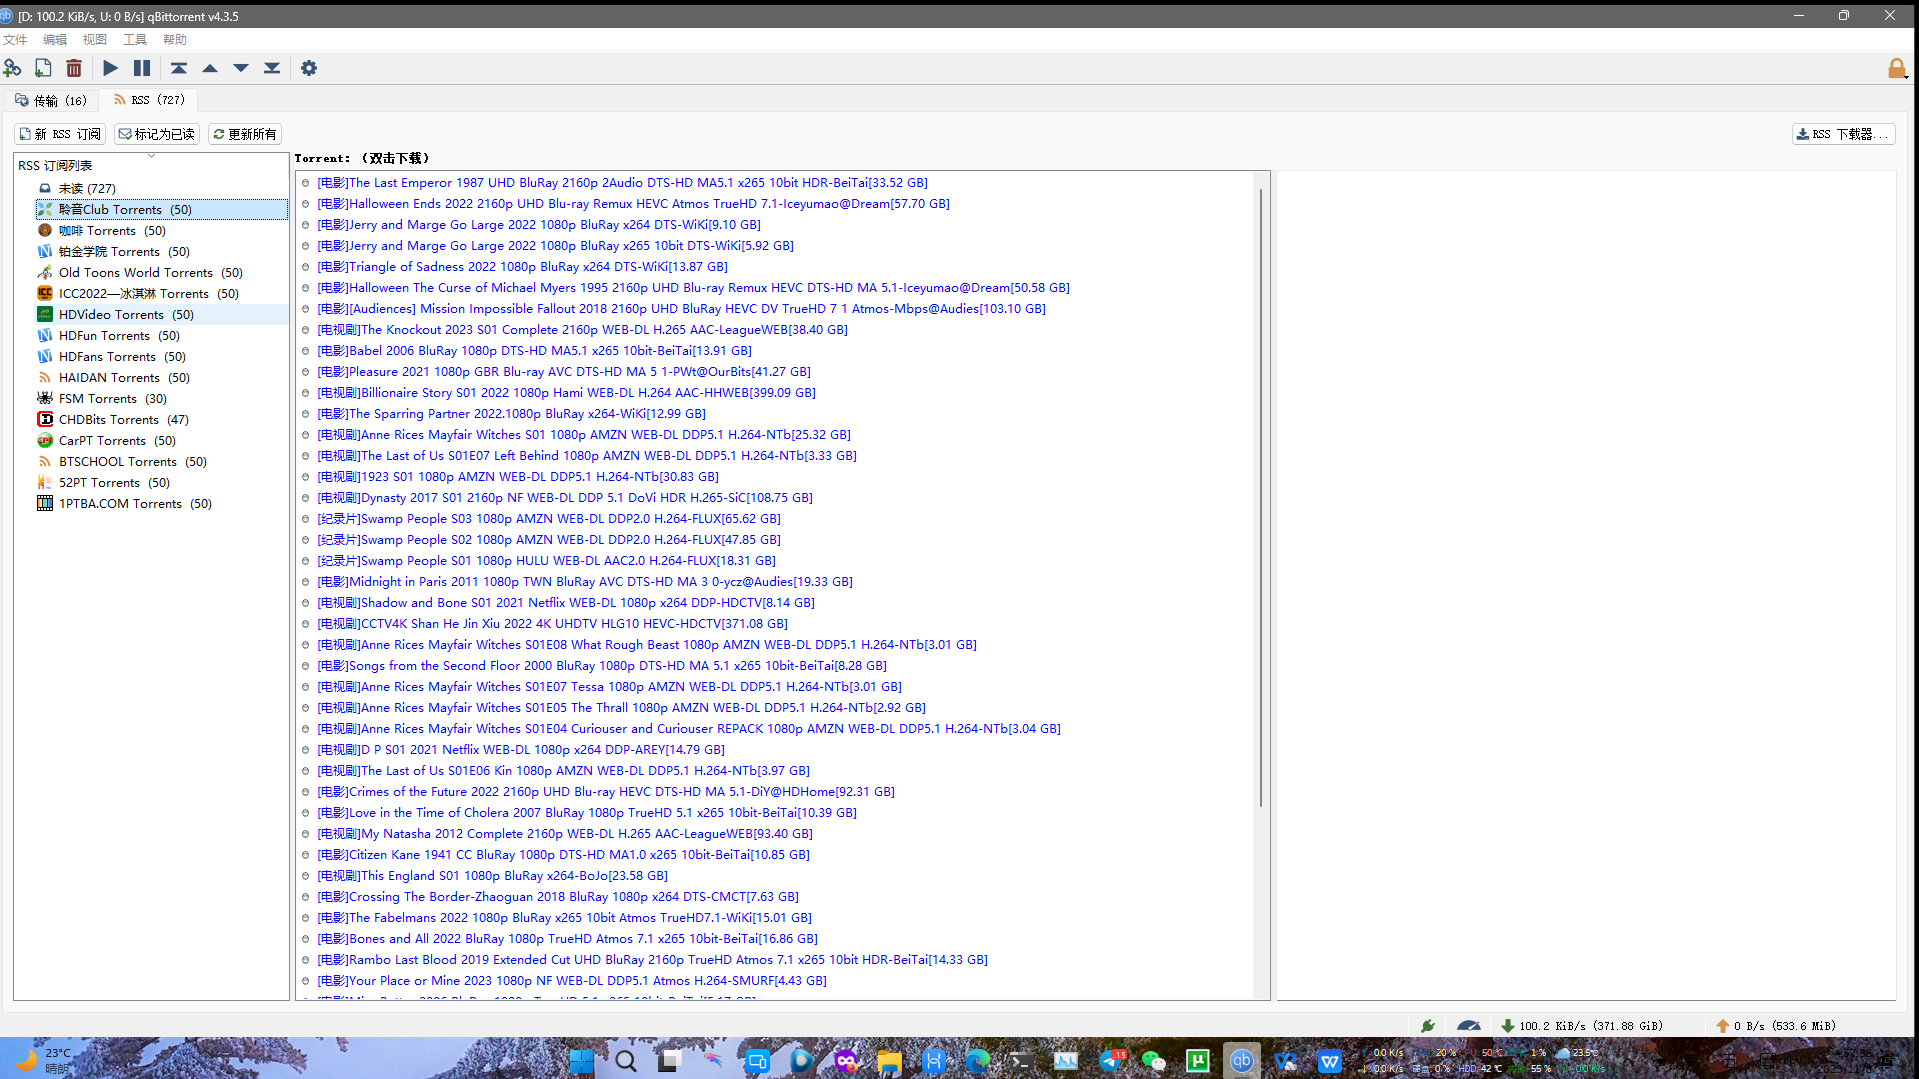 [D: 100.2 KiB/s, U: 0 B/s] qBittorrent v4.3.5
文件 编辑 视图 工具 帮助
传输 (16) RSS (727)
新 RSS 订阅 标记为已读 更新所有 RSS 下载器...
RSS 订阅列表
未读 (727)
聆音Club Torrents (50)
咖啡 Torrents (50)
铂金学院 Torrents (50)
Old Toons World Torrents (50)
ICC2022—冰淇淋 Torrents (50)
HDVideo Torrents (50)
HDFun Torrents (50)
HDFans Torrents (50)
HAIDAN Torrents (50)
FSM Torrents (30)
CHDBits Torrents (47)
CarPT Torrents (50)
BTSCHOOL Torrents (50)
52PT Torrents (50)
1PTBA.COM Torrents (50)
Torrent: (双击下载)
[电影]The Last Emperor 1987 UHD BluRay 2160p 2Audio DTS-HD MA5.1 x265 10bit HDR-BeiTai[33.52 GB]
[电影]Halloween Ends 2022 2160p UHD Blu-ray Remux HEVC Atmos TrueHD 7.1-Iceyumao@Dream[57.70 GB]
[电影]Jerry and Marge Go Large 2022 1080p BluRay x264 DTS-WiKi[9.10 GB]
[电影]Jerry and Marge Go Large 2022 1080p BluRay x265 10bit DTS-WiKi[5.92 GB]
[电影]Triangle of Sadness 2022 1080p BluRay x264 DTS-WiKi[13.87 GB]
[电影]Halloween The Curse of Michael Myers 1995 2160p UHD Blu-ray Remux HEVC DTS-HD MA 5.1-Iceyumao@Dream[50.58 GB]
[电影][Audiences] Mission Impossible Fallout 2018 2160p UHD BluRay HEVC DV TrueHD 7 1 Atmos-Mbps@Audies[103.10 GB]
[电视剧]The Knockout 2023 S01 Complete 2160p WEB-DL H.265 AAC-LeagueWEB[38.40 GB]
[电影]Babel 2006 BluRay 1080p DTS-HD MA5.1 x265 10bit-BeiTai[13.91 GB]
[电影]Pleasure 2021 1080p GBR Blu-ray AVC DTS-HD MA 5 1-PWt@OurBits[41.27 GB]
[电视剧]Billionaire Story S01 2022 1080p Hami WEB-DL H.264 AAC-HHWEB[399.09 GB]
[电影]The Sparring Partner 2022.1080p BluRay x264-WiKi[12.99 GB]
[电视剧]Anne Rices Mayfair Witches S01 1080p AMZN WEB-DL DDP5.1 H.264-NTb[25.32 GB]
[电视剧]The Last of Us S01E07 Left Behind 1080p AMZN WEB-DL DDP5.1 H.264-NTb[3.33 GB]
[电视剧]1923 S01 1080p AMZN WEB-DL DDP5.1 H.264-NTb[30.83 GB]
[电视剧]Dynasty 2017 S01 2160p NF WEB-DL DDP 5.1 DoVi HDR H.265-SiC[108.75 GB]
[纪录片]Swamp People S03 1080p AMZN WEB-DL DDP2.0 H.264-FLUX[65.62 GB]
[纪录片]Swamp People S02 1080p AMZN WEB-DL DDP2.0 H.264-FLUX[47.85 GB]
[纪录片]Swamp People S01 1080p HULU WEB-DL AAC2.0 H.264-FLUX[18.31 GB]
[电影]Midnight in Paris 2011 1080p TWN BluRay AVC DTS-HD MA 3 0-ycz@Audies[19.33 GB]
[电视剧]Shadow and Bone S01 2021 Netflix WEB-DL 1080p x264 DDP-HDCTV[8.14 GB]
[电视剧]CCTV4K Shan He Jin Xiu 2022 4K UHDTV HLG10 HEVC-HDCTV[371.08 GB]
[电视剧]Anne Rices Mayfair Witches S01E08 What Rough Beast 1080p AMZN WEB-DL DDP5.1 H.264-NTb[3.01 GB]
[电影]Songs from the Second Floor 2000 BluRay 1080p DTS-HD MA 5.1 x265 10bit-BeiTai[8.28 GB]
[电视剧]Anne Rices Mayfair Witches S01E07 Tessa 1080p AMZN WEB-DL DDP5.1 H.264-NTb[3.01 GB]
[电视剧]Anne Rices Mayfair Witches S01E05 The Thrall 1080p AMZN WEB-DL DDP5.1 H.264-NTb[2.92 GB]
[电视剧]Anne Rices Mayfair Witches S01E04 Curiouser and Curiouser REPACK 1080p AMZN WEB-DL DDP5.1 H.264-NTb[3.04 GB]
[电视剧]D P S01 2021 Netflix WEB-DL 1080p x264 DDP-AREY[14.79 GB]
[电视剧]The Last of Us S01E06 Kin 1080p AMZN WEB-DL DDP5.1 H.264-NTb[3.97 GB]
[电影]Crimes of the Future 2022 2160p UHD Blu-ray HEVC DTS-HD MA 5.1-DiY@HDHome[92.31 GB]
[电影]Love in the Time of Cholera 2007 BluRay 1080p TrueHD 5.1 x265 10bit-BeiTai[10.39 GB]
[电视剧]My Natasha 2012 Complete 2160p WEB-DL H.265 AAC-LeagueWEB[93.40 GB]
[电影]Citizen Kane 1941 CC BluRay 1080p DTS-HD MA1.0 x265 10bit-BeiTai[10.85 GB]
[电视剧]This England S01 1080p BluRay x264-BoJo[23.58 GB]
[电影]Crossing The Border-Zhaoguan 2018 BluRay 1080p x264 DTS-CMCT[7.63 GB]
[电影]The Fabelmans 2022 1080p BluRay x265 10bit Atmos TrueHD7.1-WiKi[15.01 GB]
[电影]Bones and All 2022 BluRay 1080p TrueHD Atmos 7.1 x265 10bit-BeiTai[16.86 GB]
[电影]Rambo Last Blood 2019 Extended Cut UHD BluRay 2160p TrueHD Atmos 7.1 x265 10bit HDR-BeiTai[14.33 GB]
[电影]Your Place or Mine 2023 1080p NF WEB-DL DDP5.1 Atmos H.264-SMURF[4.43 GB]
100.2 KiB/s (371.88 GiB) 0 B/s (533.6 MiB)
23°C
晴朗
15
0.0 K/s 20 % 50 ℃ 1 % 23.5℃
0.0 K/s 0 % HDD: 42 ℃ 55 % 0.0 K/s